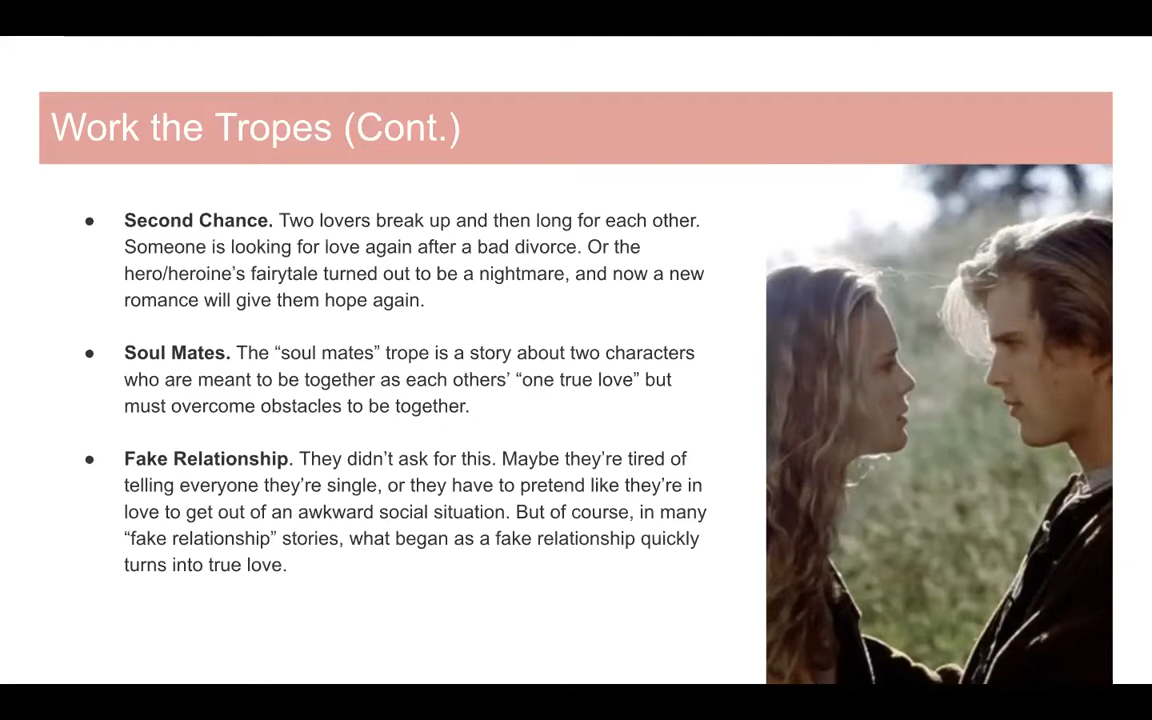 Work the Tropes (Cont.)
● Second Chance. Two lovers break up and then long for each other.
Someone is looking for love again after a bad divorce. Or the
hero/heroine’s fairytale turned out to be a nightmare, and now a new
romance will give them hope again.
● Soul Mates. The “soul mates” trope is a story about two characters
who are meant to be together as each others’ “one true love” but
must overcome obstacles to be together.
● Fake Relationship. They didn’t ask for this. Maybe they’re tired of
telling everyone they’re single, or they have to pretend like they’re in
love to get out of an awkward social situation. But of course, in many
“fake relationship” stories, what began as a fake relationship quickly
turns into true love.